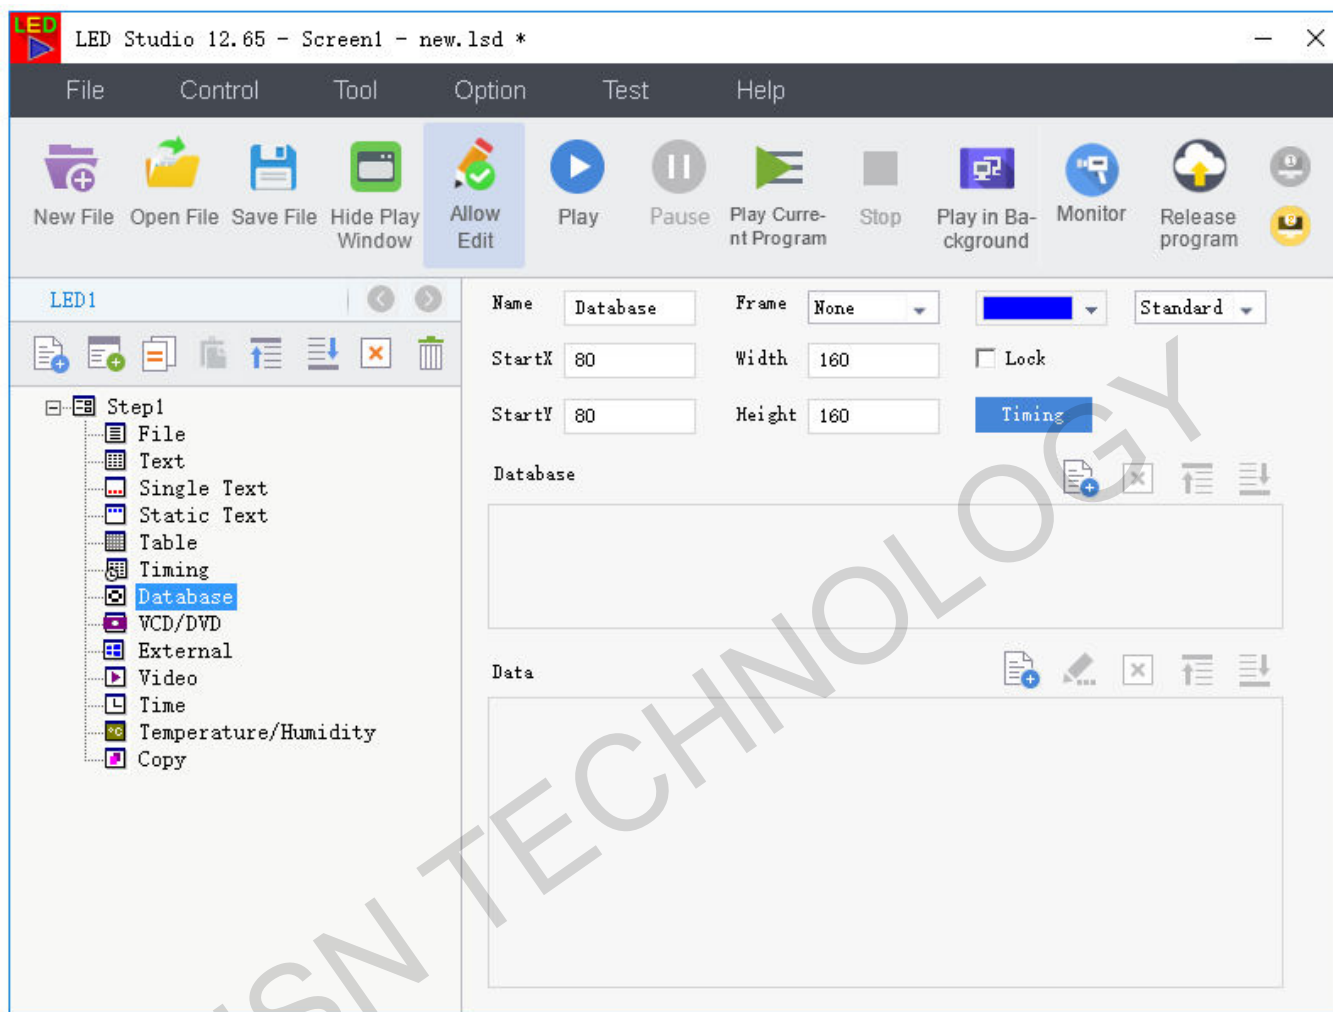 LED
LED Studio 12.65 - Screen1 - new.lsd *
File Control Tool Option Test Help
New File Open File Save File Hide Play Window Allow Edit Play Pause Play Curre-nt Program Stop Play in Ba-ckground Monitor Release program
1
2
LED1
Name Database Frame None Standard
StartX 80 Width 160 Lock
StartY 80 Height 160 Timing
Step1
File
Text
Single Text
Static Text
Table
Timing
Database
VCD/DVD
External
Video
Time
°C Temperature/Humidity
Copy
Database
Data
SN TECHNOLOGY